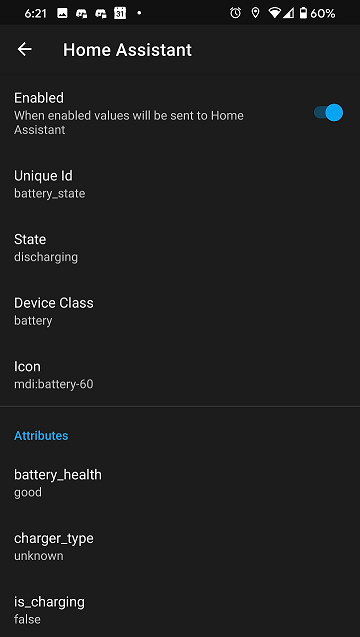 6:21 31 60%
Home Assistant
Enabled
When enabled values will be sent to Home
Assistant
Unique Id
battery_state
State
discharging
Device Class
battery
Icon
mdi:battery-60
Attributes
battery_health
good
charger_type
unknown
is_charging
false